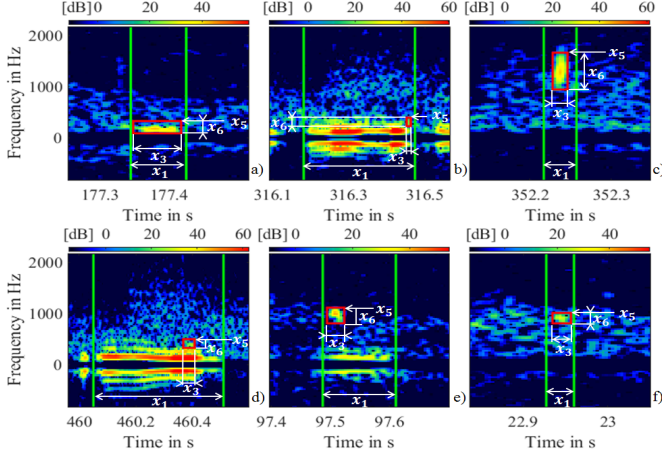 [dB] 0 20 40 60 [dB] 0 20 40 60 [dB] 0 20 40 60
2000
1000
0
Frequency in Hz
x₅
x₆
x₃
x₁
a)
x₅
x₆
x₃
x₁
b)
x₅
x₆
x₃
x₁
c)
177.3 177.4 316.1 316.3 316.5 352.2 352.3
Time in s Time in s Time in s
[dB] 0 20 40 60 [dB] 0 20 40 60 [dB] 0 20 40 60
2000
1000
0
Frequency in Hz
x₅
x₆
x₃
x₁
d)
x₅
x₆
x₃
x₁
e)
x₅
x₆
x₃
x₁
f)
460 460.2 460.4 97.4 97.5 97.6 22.9 23
Time in s Time in s Time in s